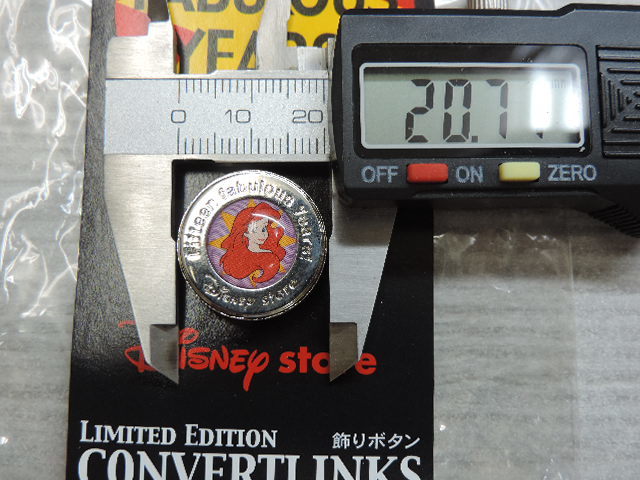 FABULOUS
YEARS
0 10 20
20.7
OFF ON ZERO
fifteen fabulous years!
Disney store
Disney store
LIMITED EDITION 飾りボタン
CONVERTLINKS